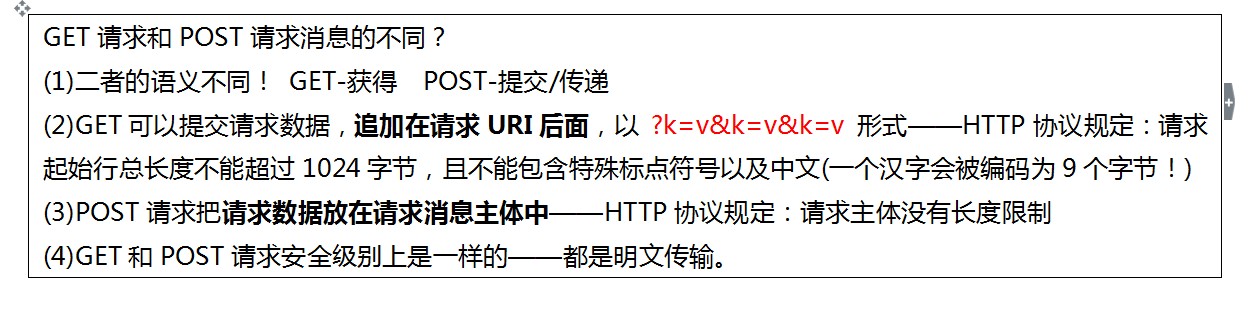 GET 请求和 POST 请求消息的不同？
(1)二者的语义不同！ GET-获得 POST-提交/传递
(2)GET 可以提交请求数据，追加在请求 URI 后面，以 ?k=v&k=v&k=v 形式——HTTP 协议规定：请求
起始行总长度不能超过 1024 字节，且不能包含特殊标点符号以及中文(一个汉字会被编码为 9 个字节！)
(3)POST 请求把请求数据放在请求消息主体中——HTTP 协议规定：请求主体没有长度限制
(4)GET 和 POST 请求安全级别上是一样的——都是明文传输。